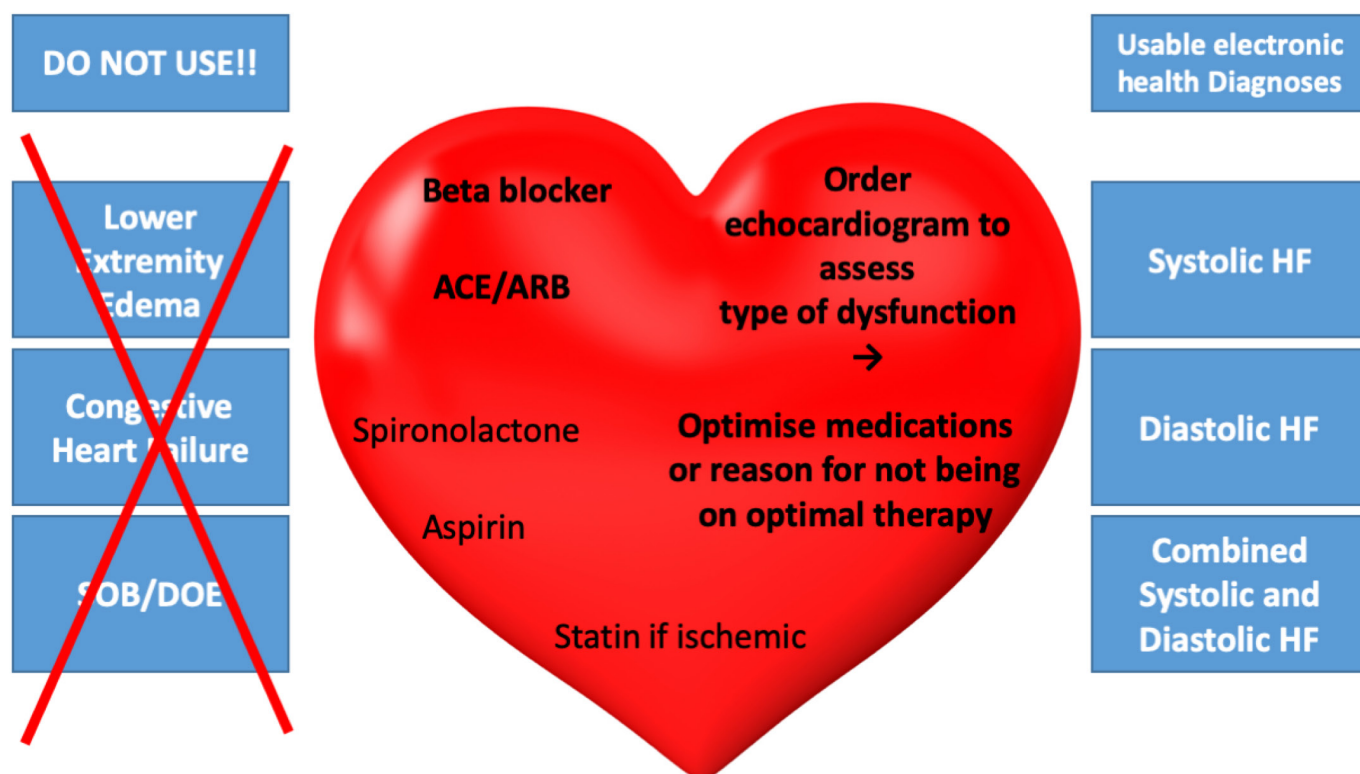 DO NOT USE!!
Lower
Extremity
Edema
Congestive
Heart Failure
SOB/DOE
Beta blocker
ACE/ARB
Spironolactone
Aspirin
Order
echocardiogram to
assess
type of dysfunction
→
Optimise medications
or reason for not being
on optimal therapy
Statin if ischemic
Usable electronic
health Diagnoses
Systolic HF
Diastolic HF
Combined
Systolic and
Diastolic HF